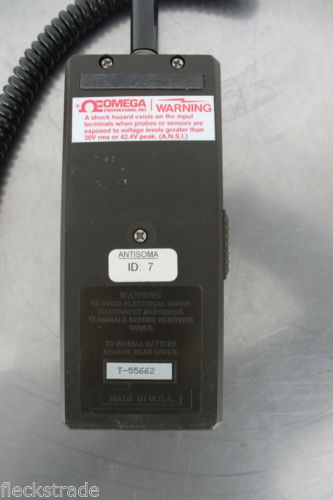 ΩE OMEGA ENGINEERING, INC. WARNING
A shock hazard exists on the input
terminals when probes or sensors are
exposed to voltage levels greater than
30V rms or 42.4V peak. (A.N.S.I.)
ANTISOMA
ID: 7
WARNING
TO AVOID ELECTRICAL SHOCK
DISCONNECT MEASURING
TERMINALS BEFORE REMOVING
COVER.
TO INSTALL BATTERY
REMOVE REAR COVER.
T-55662
MADE IN U.S.A.
fleckstrade